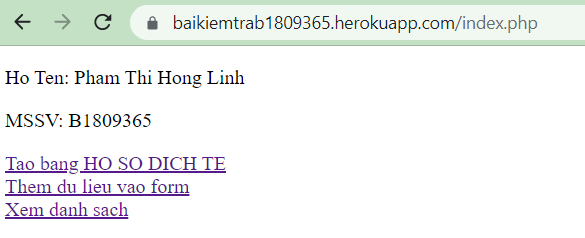 baikiemtrab1809365.herokuapp.com/index.php
Ho Ten: Pham Thi Hong Linh
MSSV: B1809365
Tao bang HO SO DICH TE
Them du lieu vao form
Xem danh sach